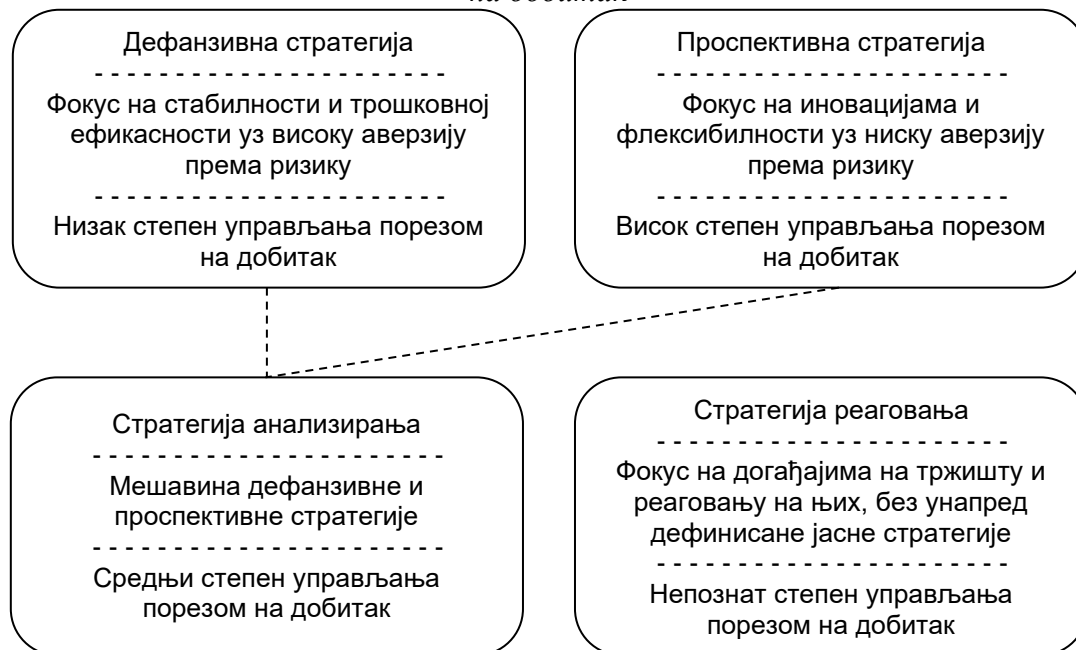 на добитак
Дефанзивна стратегија
- - - - - - - - - - - - - - - - - - - - - - -
Фокус на стабилности и трошковној
ефикасности уз високу аверзију
према ризику
- - - - - - - - - - - - - - - - - - - - - - -
Низак степен управљања порезом
на добитак
Проспективна стратегија
- - - - - - - - - - - - - - - - - - - - - - -
Фокус на иновацијама и
флексибилности уз ниску аверзију
према ризику
- - - - - - - - - - - - - - - - - - - - - - -
Висок степен управљања порезом
на добитак
Стратегија анализирања
- - - - - - - - - - - - - - - - - - - - - - -
Мешавина дефанзивне и
проспективне стратегије
- - - - - - - - - - - - - - - - - - - - - - -
Средњи степен управљања
порезом на добитак
Стратегија реаговања
- - - - - - - - - - - - - - - - - - - - - - -
Фокус на догађајима на тржишту и
реаговању на њих, без унапред
дефинисане јасне стратегије
- - - - - - - - - - - - - - - - - - - - - - -
Непознат степен управљања
порезом на добитак